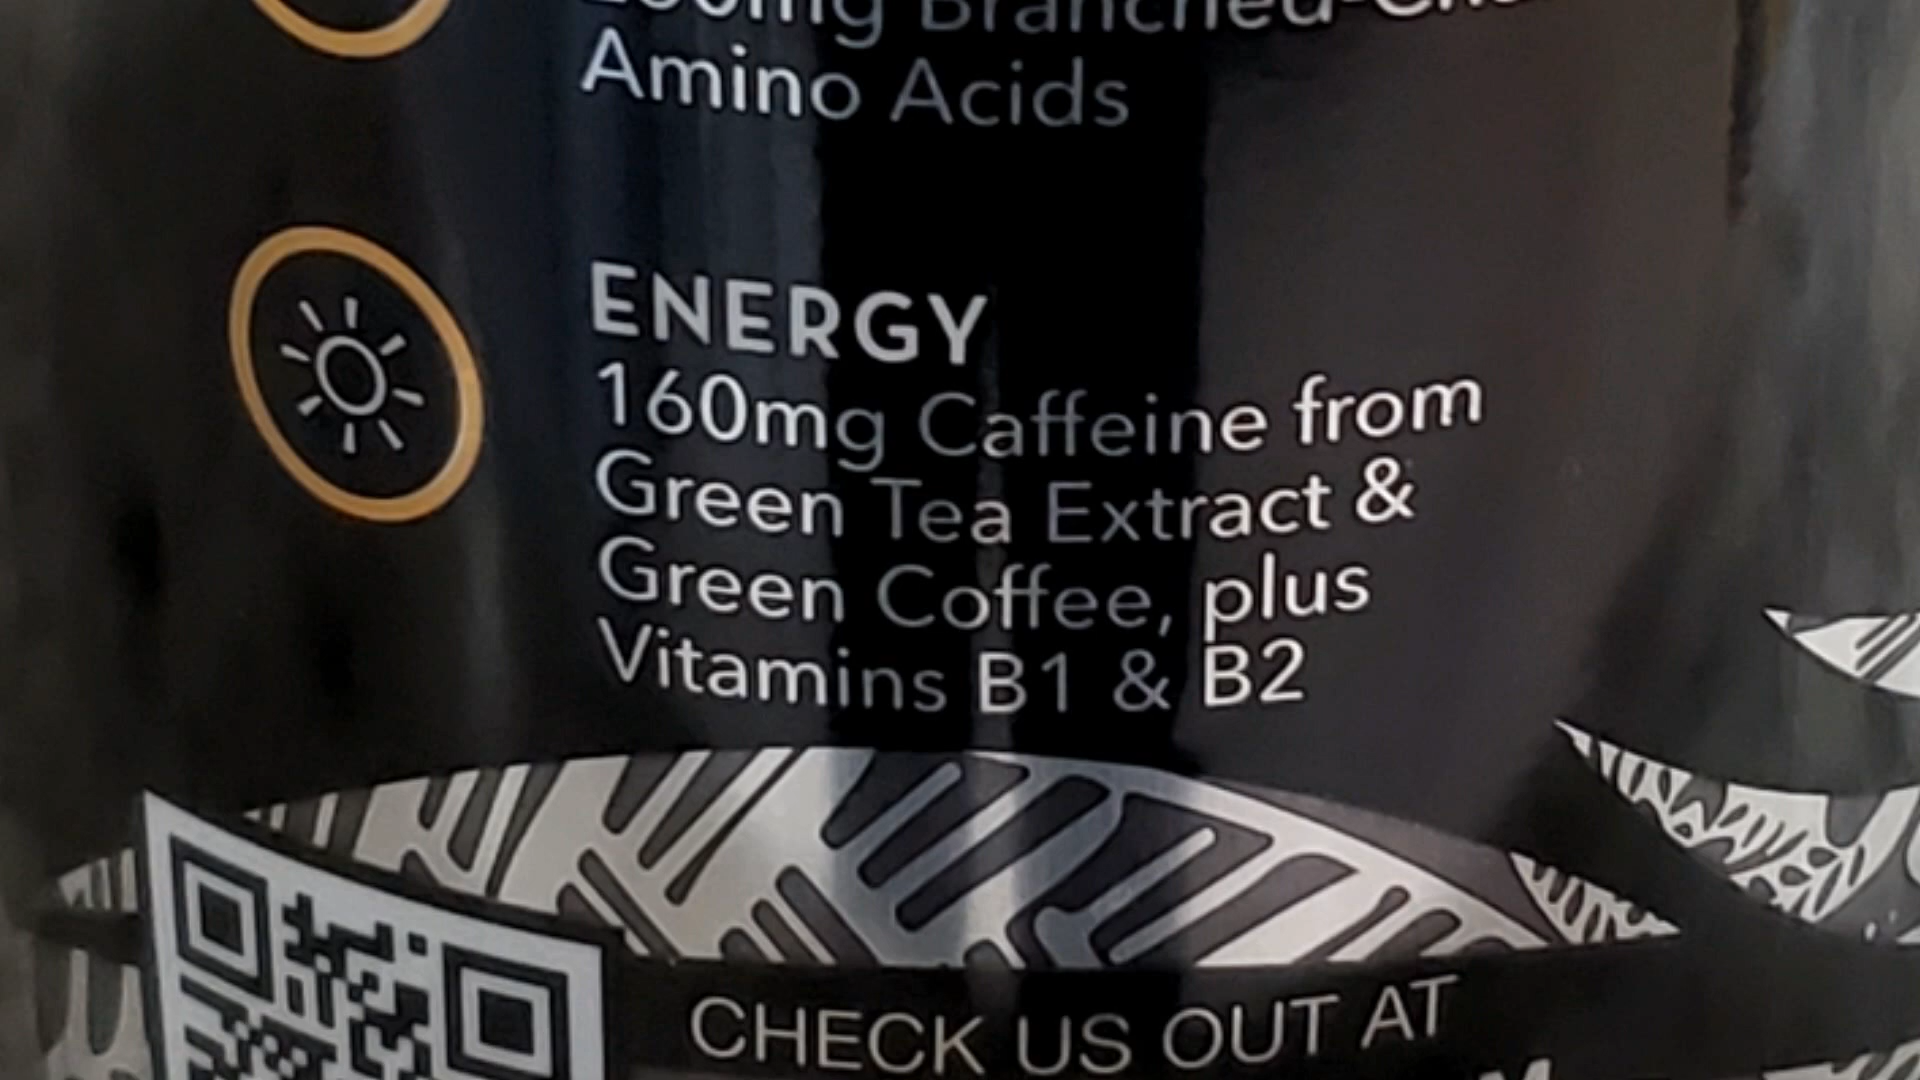 Amino Acids
ENERGY
160mg Caffeine from
Green Tea Extract &
Green Coffee, plus
Vitamins B1 & B2
CHECK US OUT AT